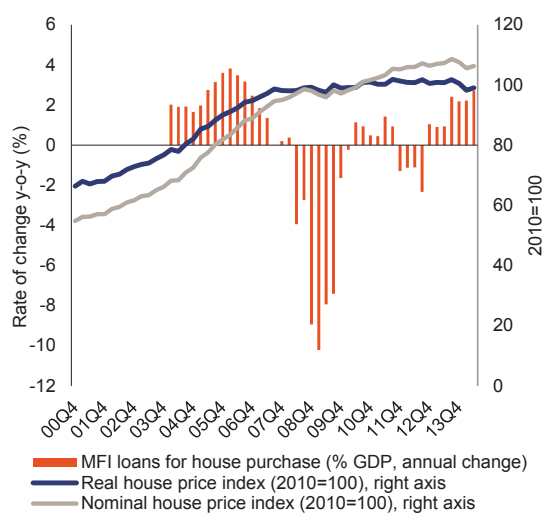 6
4
2
0
-2
-4
-6
-8
-10
-12
Rate of change y-o-y (%)
120
100
80
60
40
20
0
2010=100
00Q4
01Q4
02Q4
03Q4
04Q4
05Q4
06Q4
07Q4
08Q4
09Q4
10Q4
11Q4
12Q4
13Q4
MFI loans for house purchase (% GDP, annual change)
Real house price index (2010=100), right axis
Nominal house price index (2010=100), right axis